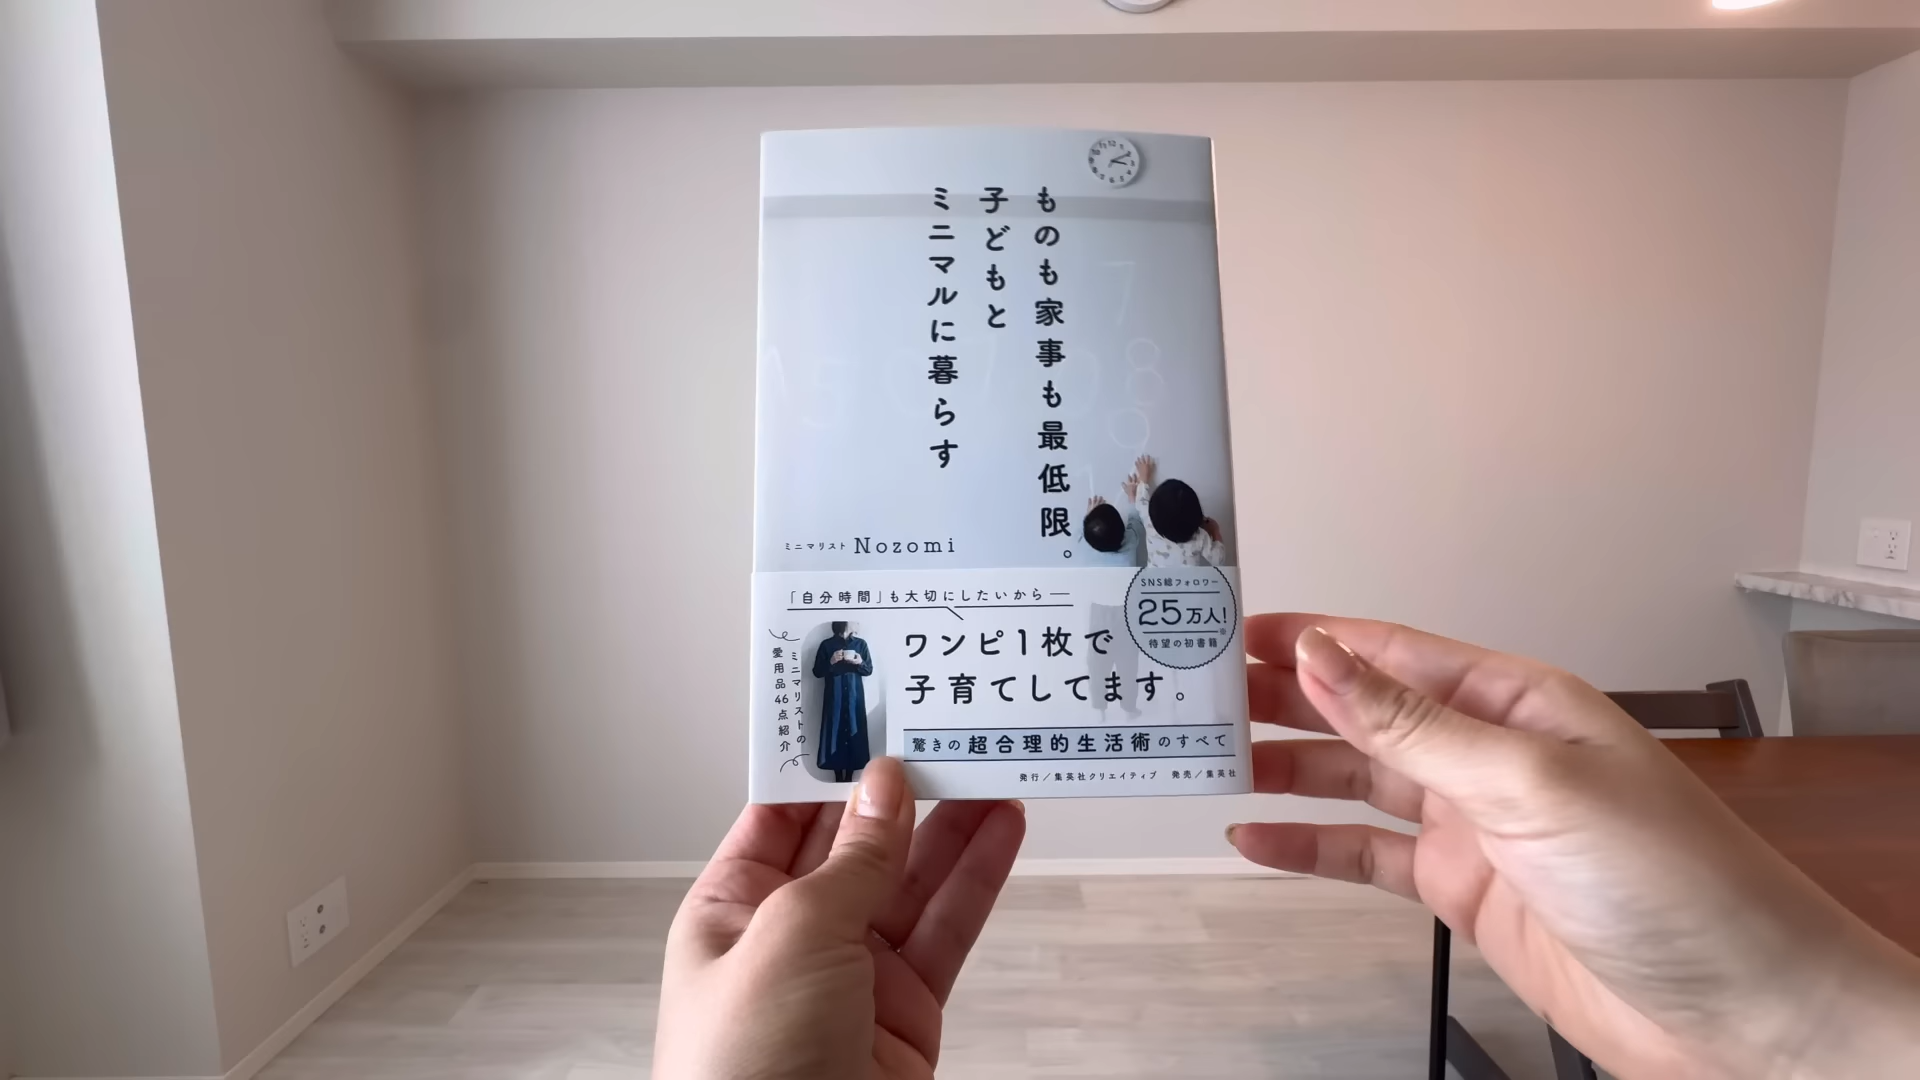 ものも家事も最低限。
子どもと
ミニマルに暮らす
ミニマリスト Nozomi
「自分時間」も大切にしたいから
SNS総フォロワー
25万人!
※
待望の初書籍
ワンピ1枚で
子育てしてます。
ミニマリストの
愛用品46点紹介
驚きの超合理的生活術のすべて
発行/集英社クリエイティブ 発売/集英社